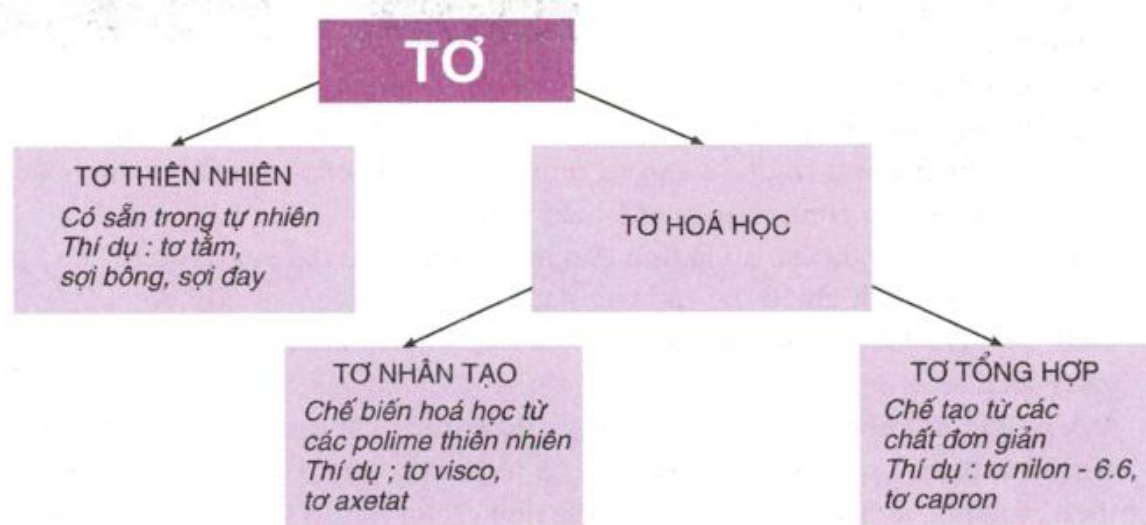 TƠ
TƠ THIÊN NHIÊN
Có sẵn trong tự nhiên
Thí dụ : tơ tằm,
sợi bông, sợi đay
TƠ HOÁ HỌC
TƠ NHÂN TẠO
Chế biến hoá học từ
các polime thiên nhiên
Thí dụ ; tơ visco,
tơ axetat
TƠ TỔNG HỢP
Chế tạo từ các
chất đơn giản
Thí dụ : tơ nilon - 6.6,
tơ capron